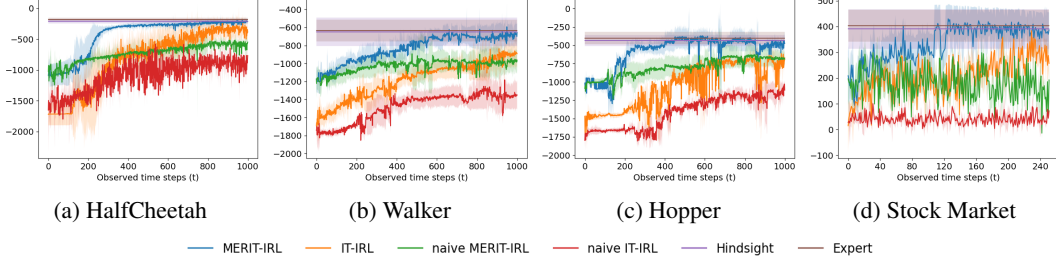 -500
-1000
-1500
-2000
0 200 400 600 800 1000
Observed time steps (t)
(a) HalfCheetah
-400
-600
-800
-1000
-1200
-1400
-1600
-1800
-2000
0 200 400 600 800 1000
Observed time steps (t)
(b) Walker
0
-250
-500
-750
-1000
-1250
-1500
-1750
-2000
0 200 400 600 800 1000
Observed time steps (t)
(c) Hopper
500
400
300
200
100
0
-100
0 40 80 120 160 200 240
Observed time steps (t)
(d) Stock Market
MERIT-IRL IT-IRL naive MERIT-IRL naive IT-IRL Hindsight Expert